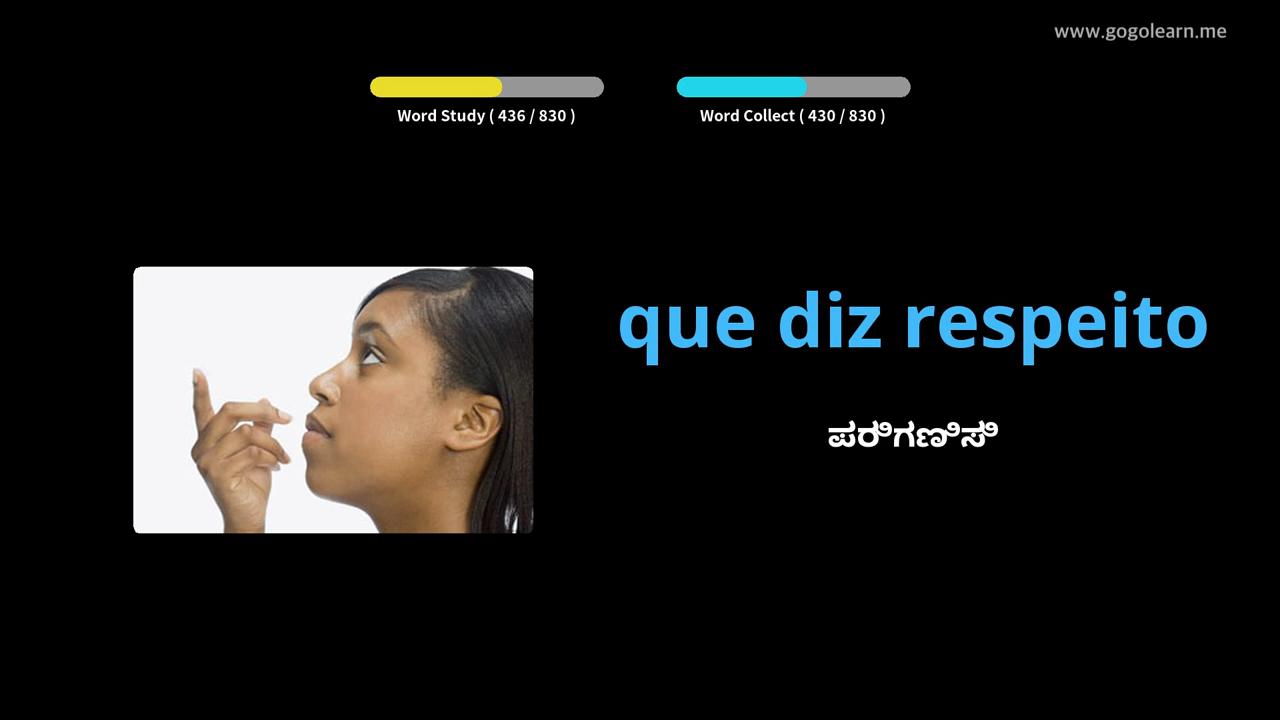 www.gogolearn.me
Word Study ( 436 / 830 )
Word Collect ( 430 / 830 )
que diz respeito
ಪರಿಗಣಿಸಿ